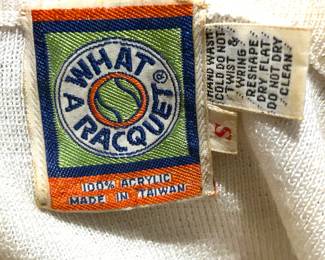 WHAT
A RACQUET®
100% ACRYLIC
MADE IN TAIWAN
HAND WASH
COLD DO NOT
TWIST &
WRING
RESHAPE
DRY FLAT
DO NOT DRY
CLEAN
S